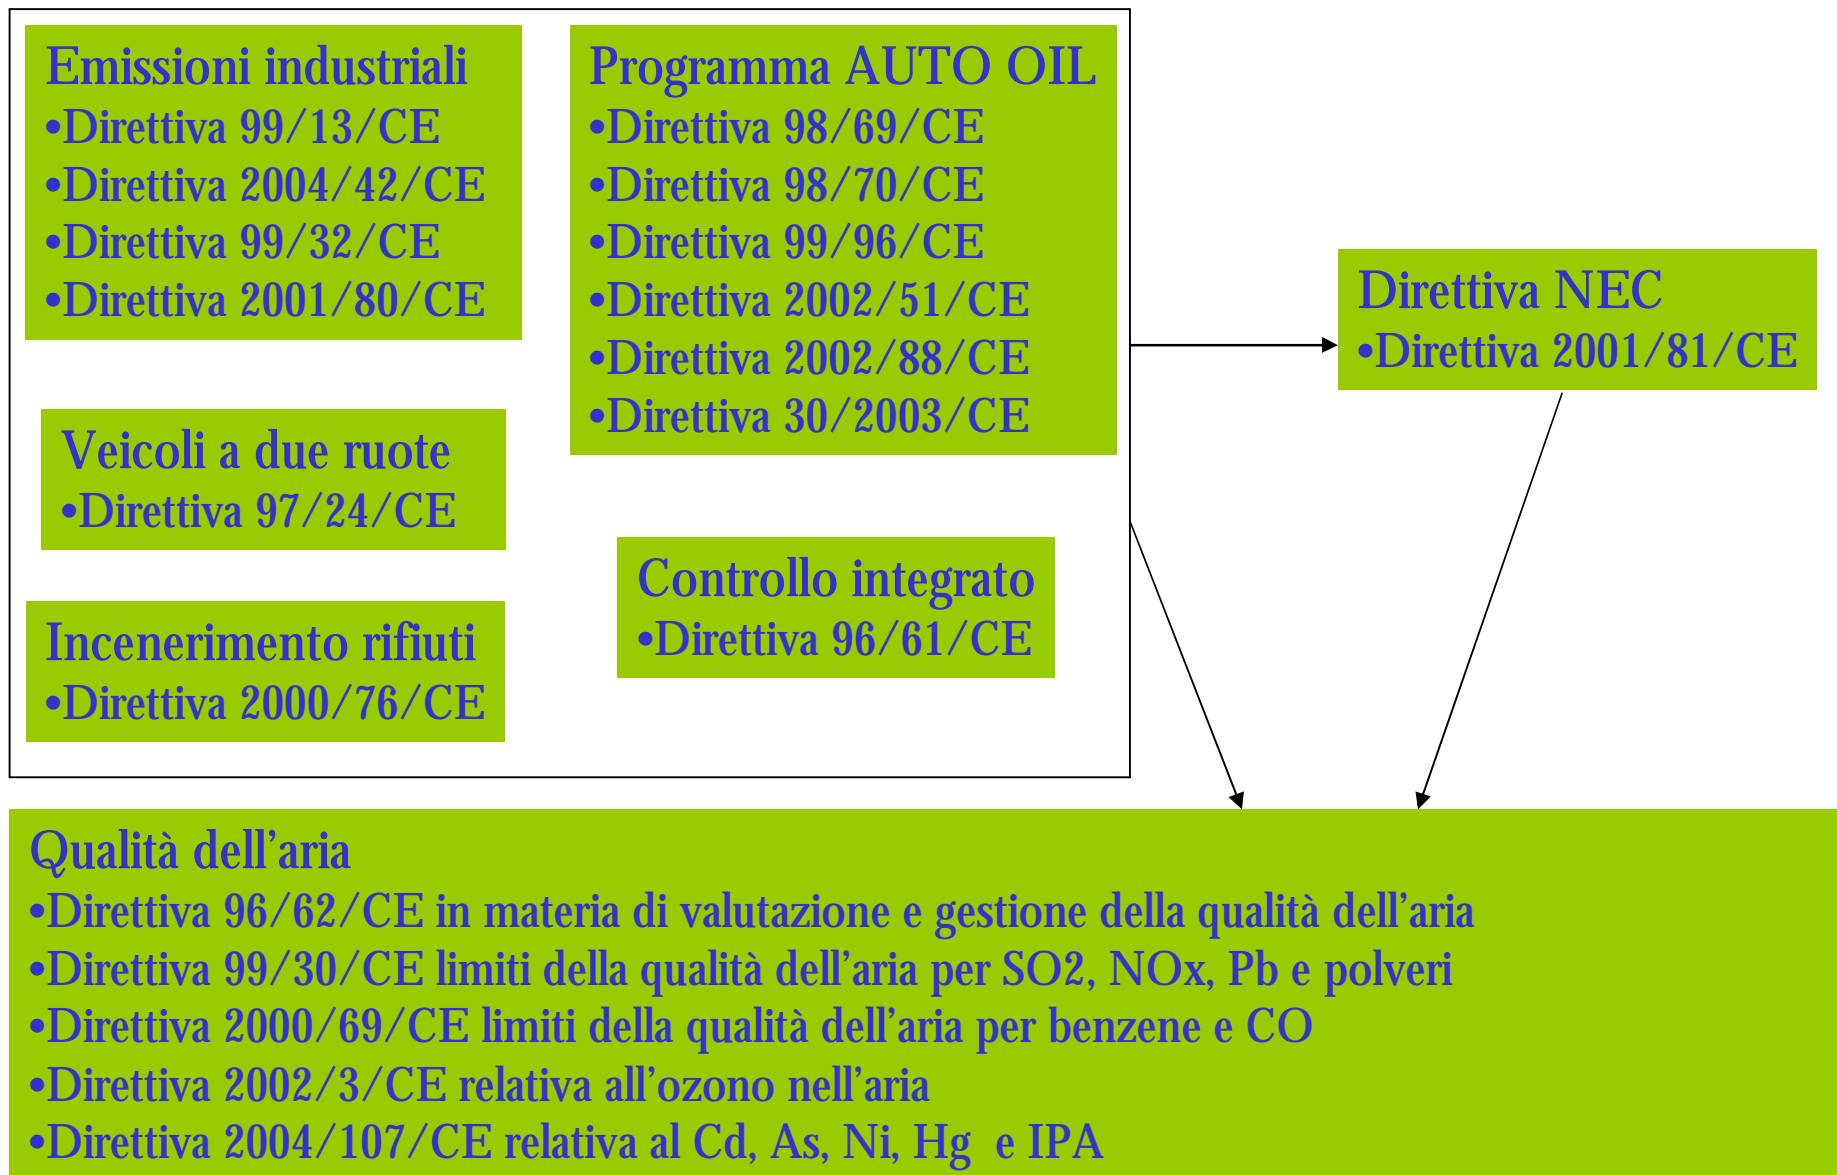 Emissioni industriali
•Direttiva 99/13/CE
•Direttiva 2004/42/CE
•Direttiva 99/32/CE
•Direttiva 2001/80/CE
Programma AUTO OIL
•Direttiva 98/69/CE
•Direttiva 98/70/CE
•Direttiva 99/96/CE
•Direttiva 2002/51/CE
•Direttiva 2002/88/CE
•Direttiva 30/2003/CE
Direttiva NEC
•Direttiva 2001/81/CE
Veicoli a due ruote
•Direttiva 97/24/CE
Controllo integrato
•Direttiva 96/61/CE
Incenerimento rifiuti
•Direttiva 2000/76/CE
Qualità dell’aria
•Direttiva 96/62/CE in materia di valutazione e gestione della qualità dell’aria
•Direttiva 99/30/CE limiti della qualità dell’aria per SO2, NOx, Pb e polveri
•Direttiva 2000/69/CE limiti della qualità dell’aria per benzene e CO
•Direttiva 2002/3/CE relativa all’ozono nell’aria
•Direttiva 2004/107/CE relativa al Cd, As, Ni, Hg  e IPA